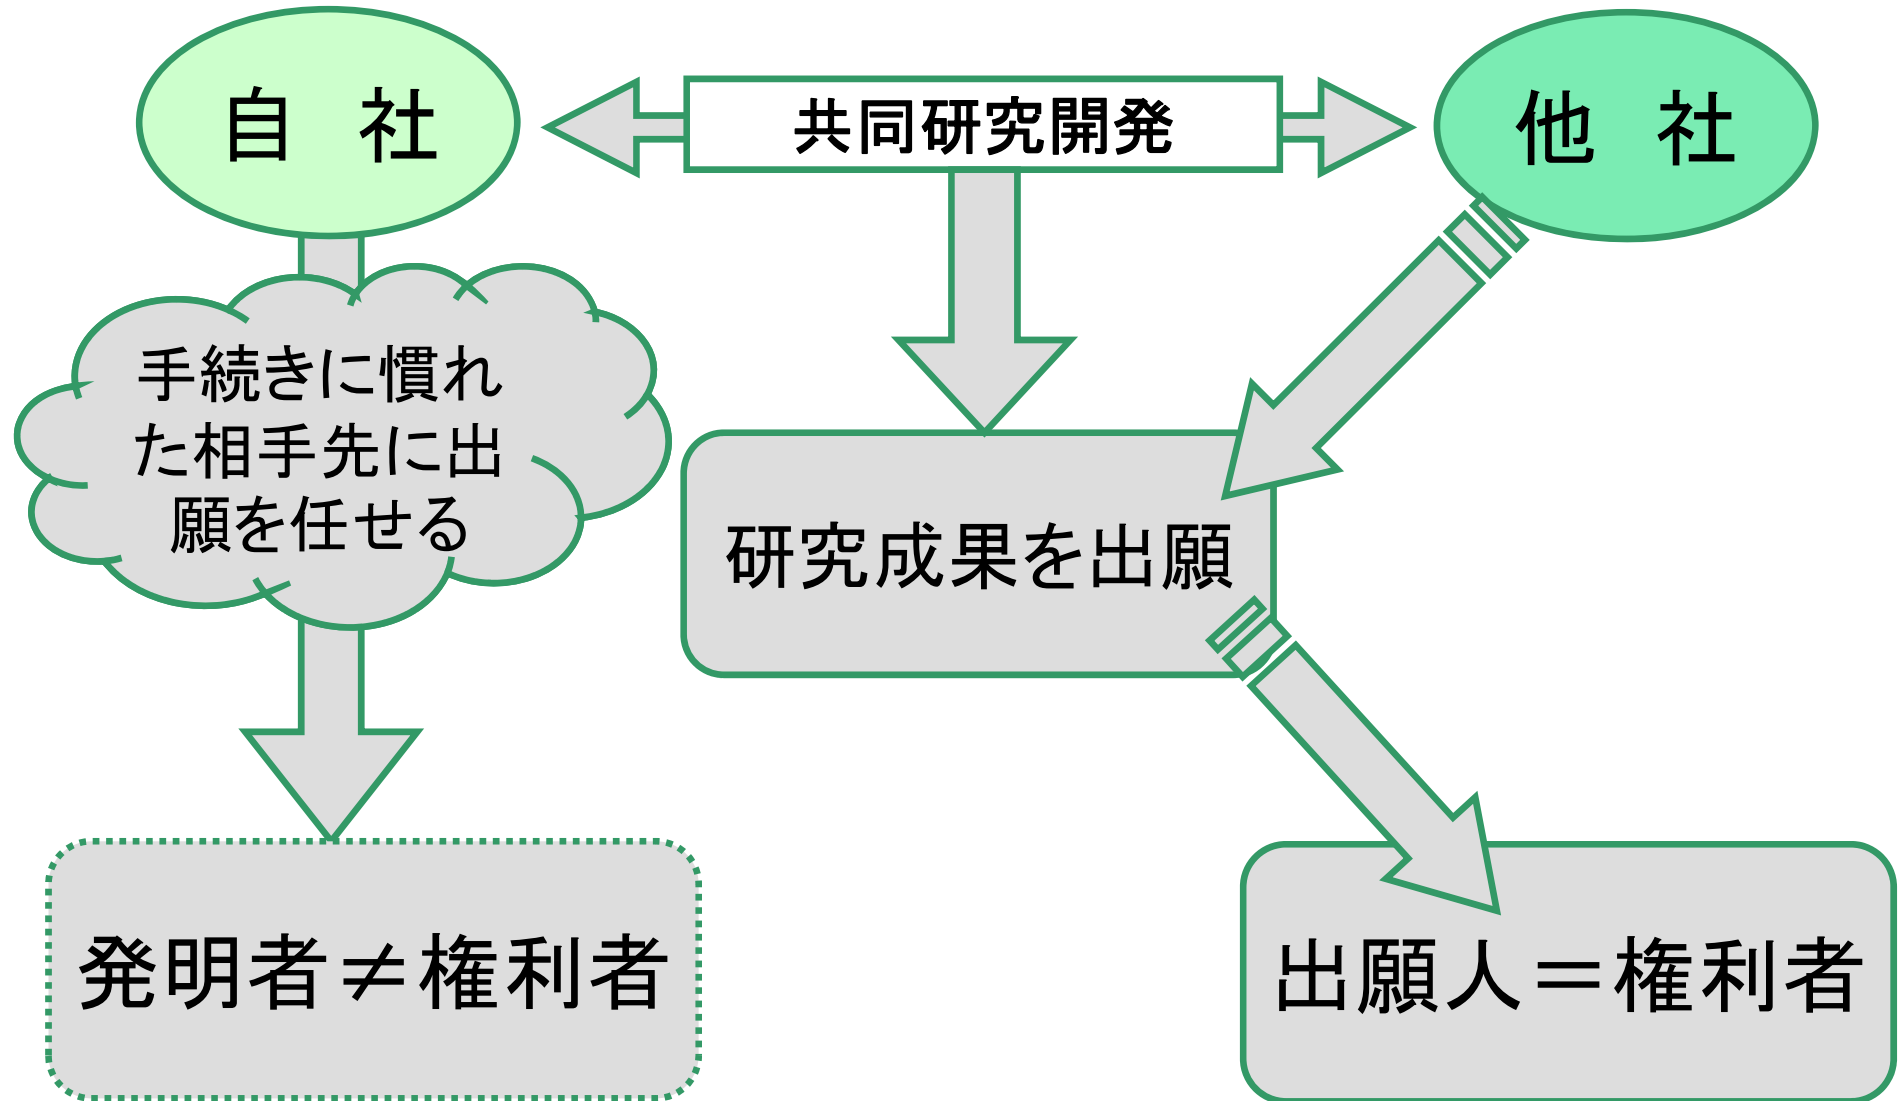 自　社
共同研究開発
他　社
手続きに慣れ
た相手先に出
願を任せる
研究成果を出願
発明者≠権利者
出願人＝権利者